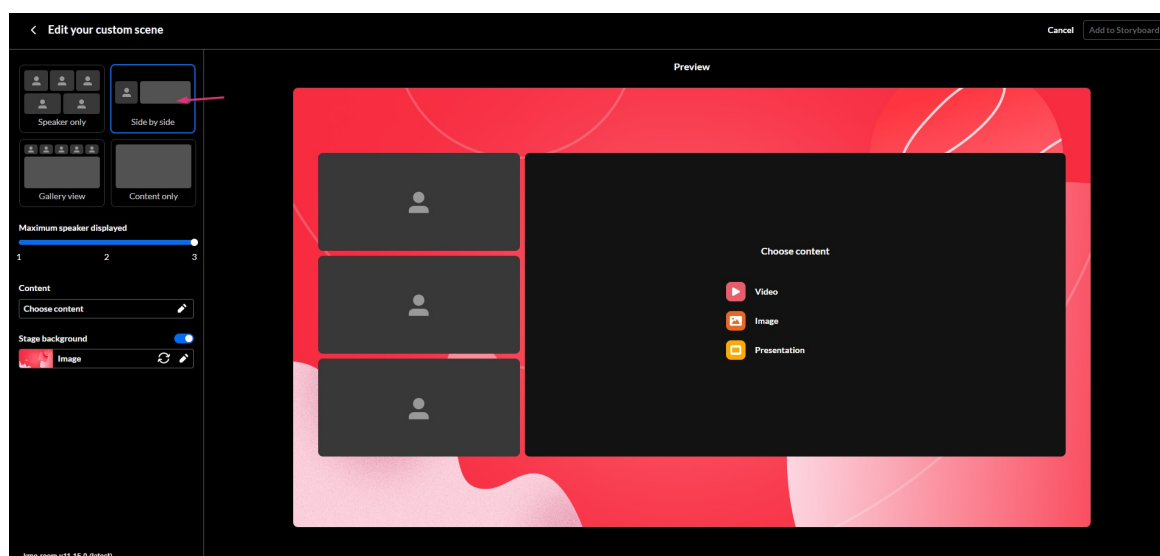 Edit your custom scene
Cancel
Add to Storyboard
Speaker only
Side by side
Gallery view
Content only
Maximum speaker displayed
1 2 3
Content
Choose content
Stage background
Image
Preview
Choose content
Video
Image
Presentation